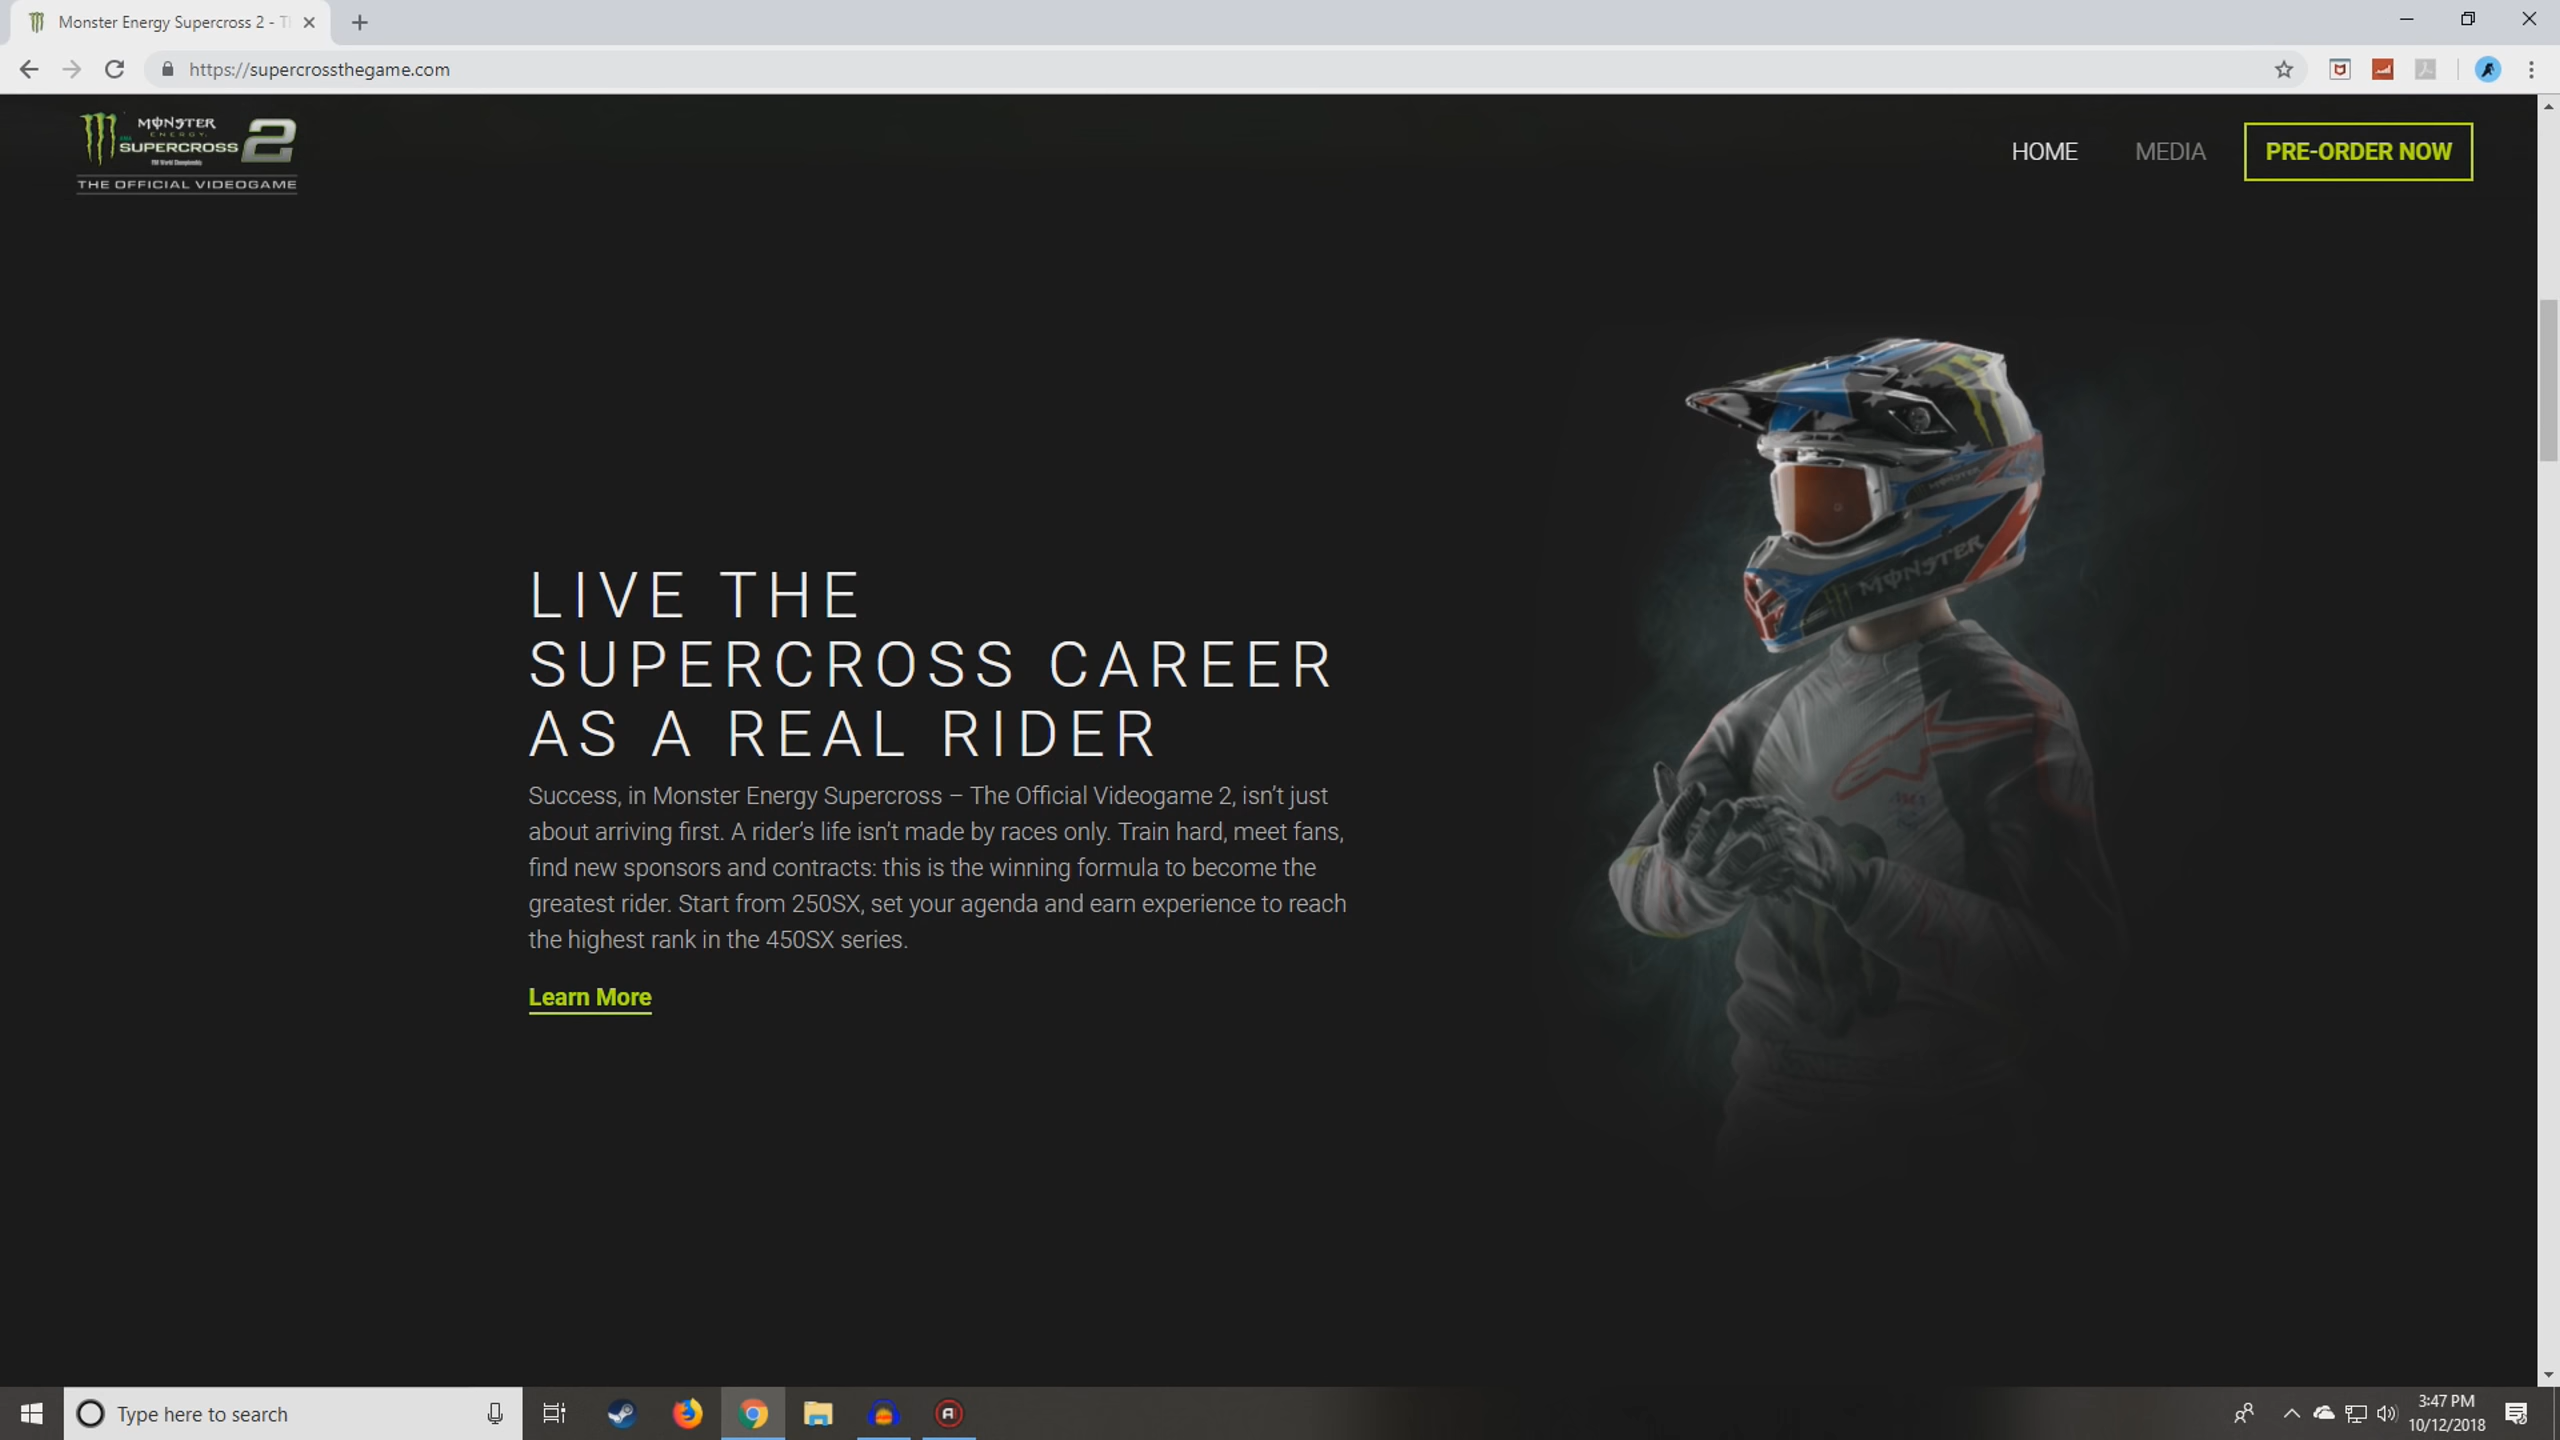 Monster Energy Supercross 2 - T
https://supercrossthegame.com
MONSTER
ENERGY
SUPERCROSS 2
THE OFFICIAL VIDEOGAME
HOME
MEDIA
PRE-ORDER NOW
MONSTER
LIVE THE
SUPERCROSS CAREER
AS A REAL RIDER
Success, in Monster Energy Supercross – The Official Videogame 2, isn’t just
about arriving first. A rider’s life isn’t made by races only. Train hard, meet fans,
find new sponsors and contracts: this is the winning formula to become the
greatest rider. Start from 250SX, set your agenda and earn experience to reach
the highest rank in the 450SX series.
Learn More
Type here to search
3:47 PM
10/12/2018